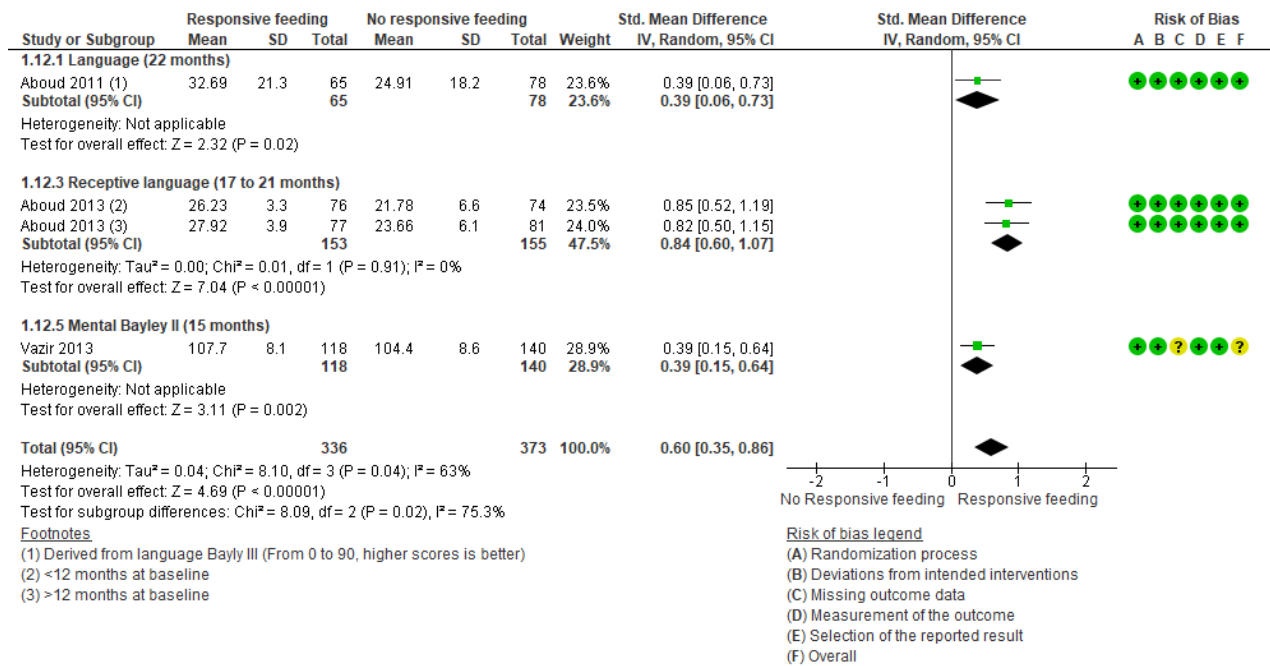 Responsive feeding No responsive feeding Std. Mean Difference Std. Mean Difference Risk of Bias
Study or Subgroup Mean SD Total Mean SD Total Weight IV, Random, 95% CI IV, Random, 95% CI A B C D E F
1.12.1 Language (22 months)
Aboud 2011 (1) 32.69 21.3 65 24.91 18.2 78 23.6% 0.39 [0.06, 0.73] + + + + + +
Subtotal (95% CI) 65 78 23.6% 0.39 [0.06, 0.73]
Heterogeneity: Not applicable
Test for overall effect: Z = 2.32 (P = 0.02)
1.12.3 Receptive language (17 to 21 months)
Aboud 2013 (2) 26.23 3.3 76 21.78 6.6 74 23.5% 0.85 [0.52, 1.19] + + + + + +
Aboud 2013 (3) 27.92 3.9 77 23.66 6.1 81 24.0% 0.82 [0.50, 1.15] + + + + + +
Subtotal (95% CI) 153 155 47.5% 0.84 [0.60, 1.07]
Heterogeneity: Tau² = 0.00; Chi² = 0.01, df = 1 (P = 0.91); I² = 0%
Test for overall effect: Z = 7.04 (P < 0.00001)
1.12.5 Mental Bayley II (15 months)
Vazir 2013 107.7 8.1 118 104.4 8.6 140 28.9% 0.39 [0.15, 0.64] + + ? + + ?
Subtotal (95% CI) 118 140 28.9% 0.39 [0.15, 0.64]
Heterogeneity: Not applicable
Test for overall effect: Z = 3.11 (P = 0.002)
Total (95% CI) 336 373 100.0% 0.60 [0.35, 0.86]
Heterogeneity: Tau² = 0.04; Chi² = 8.10, df = 3 (P = 0.04); I² = 63%
Test for overall effect: Z = 4.69 (P < 0.00001)
Test for subgroup differences: Chi² = 8.09, df = 2 (P = 0.02), I² = 75.3%
-2 -1 0 1 2
No Responsive feeding Responsive feeding
Footnotes
(1) Derived from language Bayly III (From 0 to 90, higher scores is better)
(2) <12 months at baseline
(3) >12 months at baseline
Risk of bias legend
(A) Randomization process
(B) Deviations from intended interventions
(C) Missing outcome data
(D) Measurement of the outcome
(E) Selection of the reported result
(F) Overall